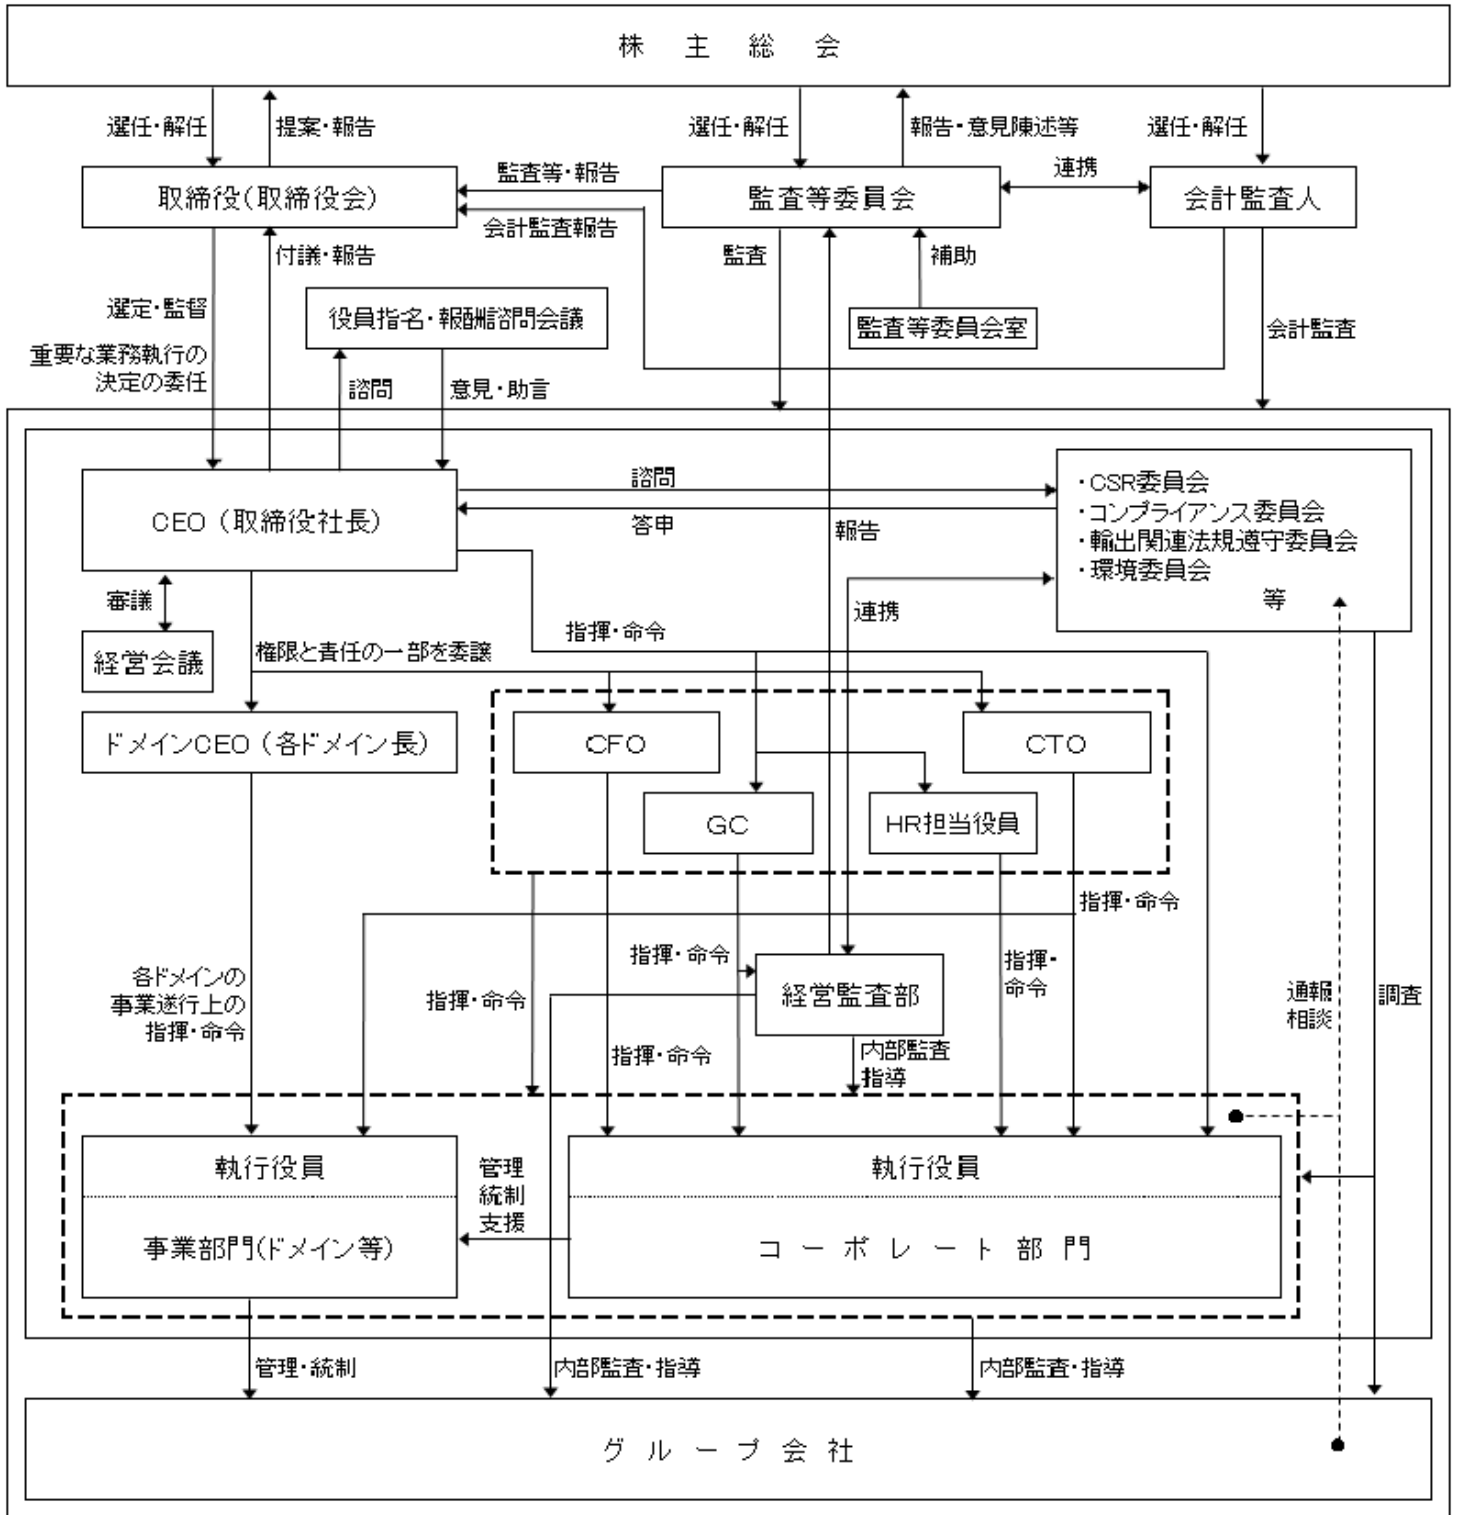 株主総会
選任・解任
提案・報告
選任・解任
報告・意見陳述等
選任・解任
取締役(取締役会)
監査等・報告
監査等委員会
連携
会計監査人
会計監査報告
付議・報告
監査
補助
選定・監督
役員指名・報酬諮問会議
監査等委員会室
会計監査
重要な業務執行の
決定の委任
諮問
意見・助言
CEO（取締役社長）
諮問
答申
・CSR委員会
・コンプライアンス委員会
・輸出関連法規遵守委員会
・環境委員会
等
報告
連携
審議
経営会議
指揮・命令
権限と責任の一部を委譲
ドメインCEO（各ドメイン長）
CFO
CTO
GC
HR担当役員
指揮・命令
指揮・命令
指揮・
命令
各ドメインの
事業遂行上の
指揮・命令
指揮・命令
経営監査部
通報
相談
調査
指揮・命令
内部監査
指導
執行役員
事業部門(ドメイン等)
管理
統制
支援
執行役員
コーポレート部門
管理・統制
内部監査・指導
内部監査・指導
グループ会社